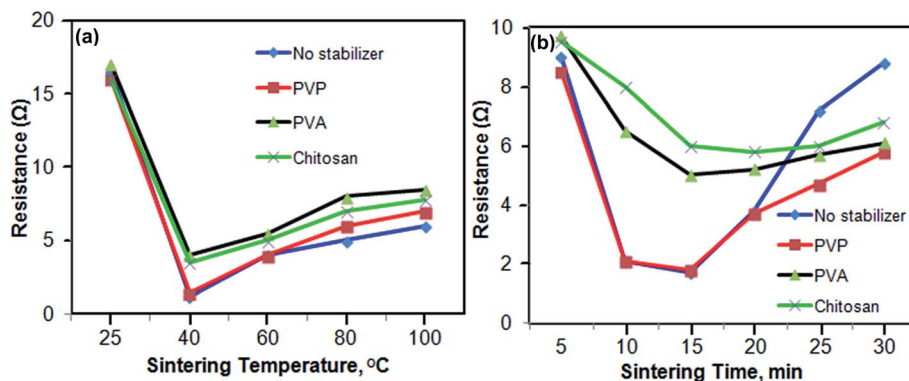 (a)
Resistance (Ω)
20
15
10
5
0
No stabilizer
PVP
PVA
Chitosan
25 40 60 80 100
Sintering Temperature, °C
(b)
Resistance (Ω)
10
8
6
4
2
0
No stabilizer
PVP
PVA
Chitosan
5 10 15 20 25 30
Sintering Time, min